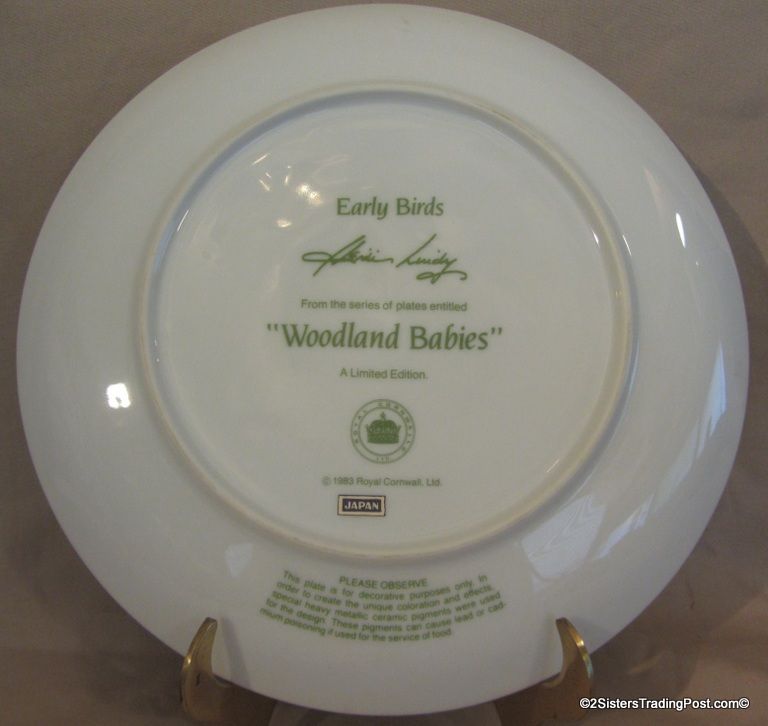 Early Birds
From the series of plates entitled
"Woodland Babies"
A Limited Edition.
ROYAL CORNWALL
LTD
© 1983 Royal Cornwall, Ltd.
JAPAN
PLEASE OBSERVE
This plate is for decorative purposes only. In
order to create the unique coloration and effects,
special heavy metallic ceramic pigments were used
for the design. These pigments can cause lead or cad-
mium poisoning if used for the service of food.
©2SistersTradingPost.com©